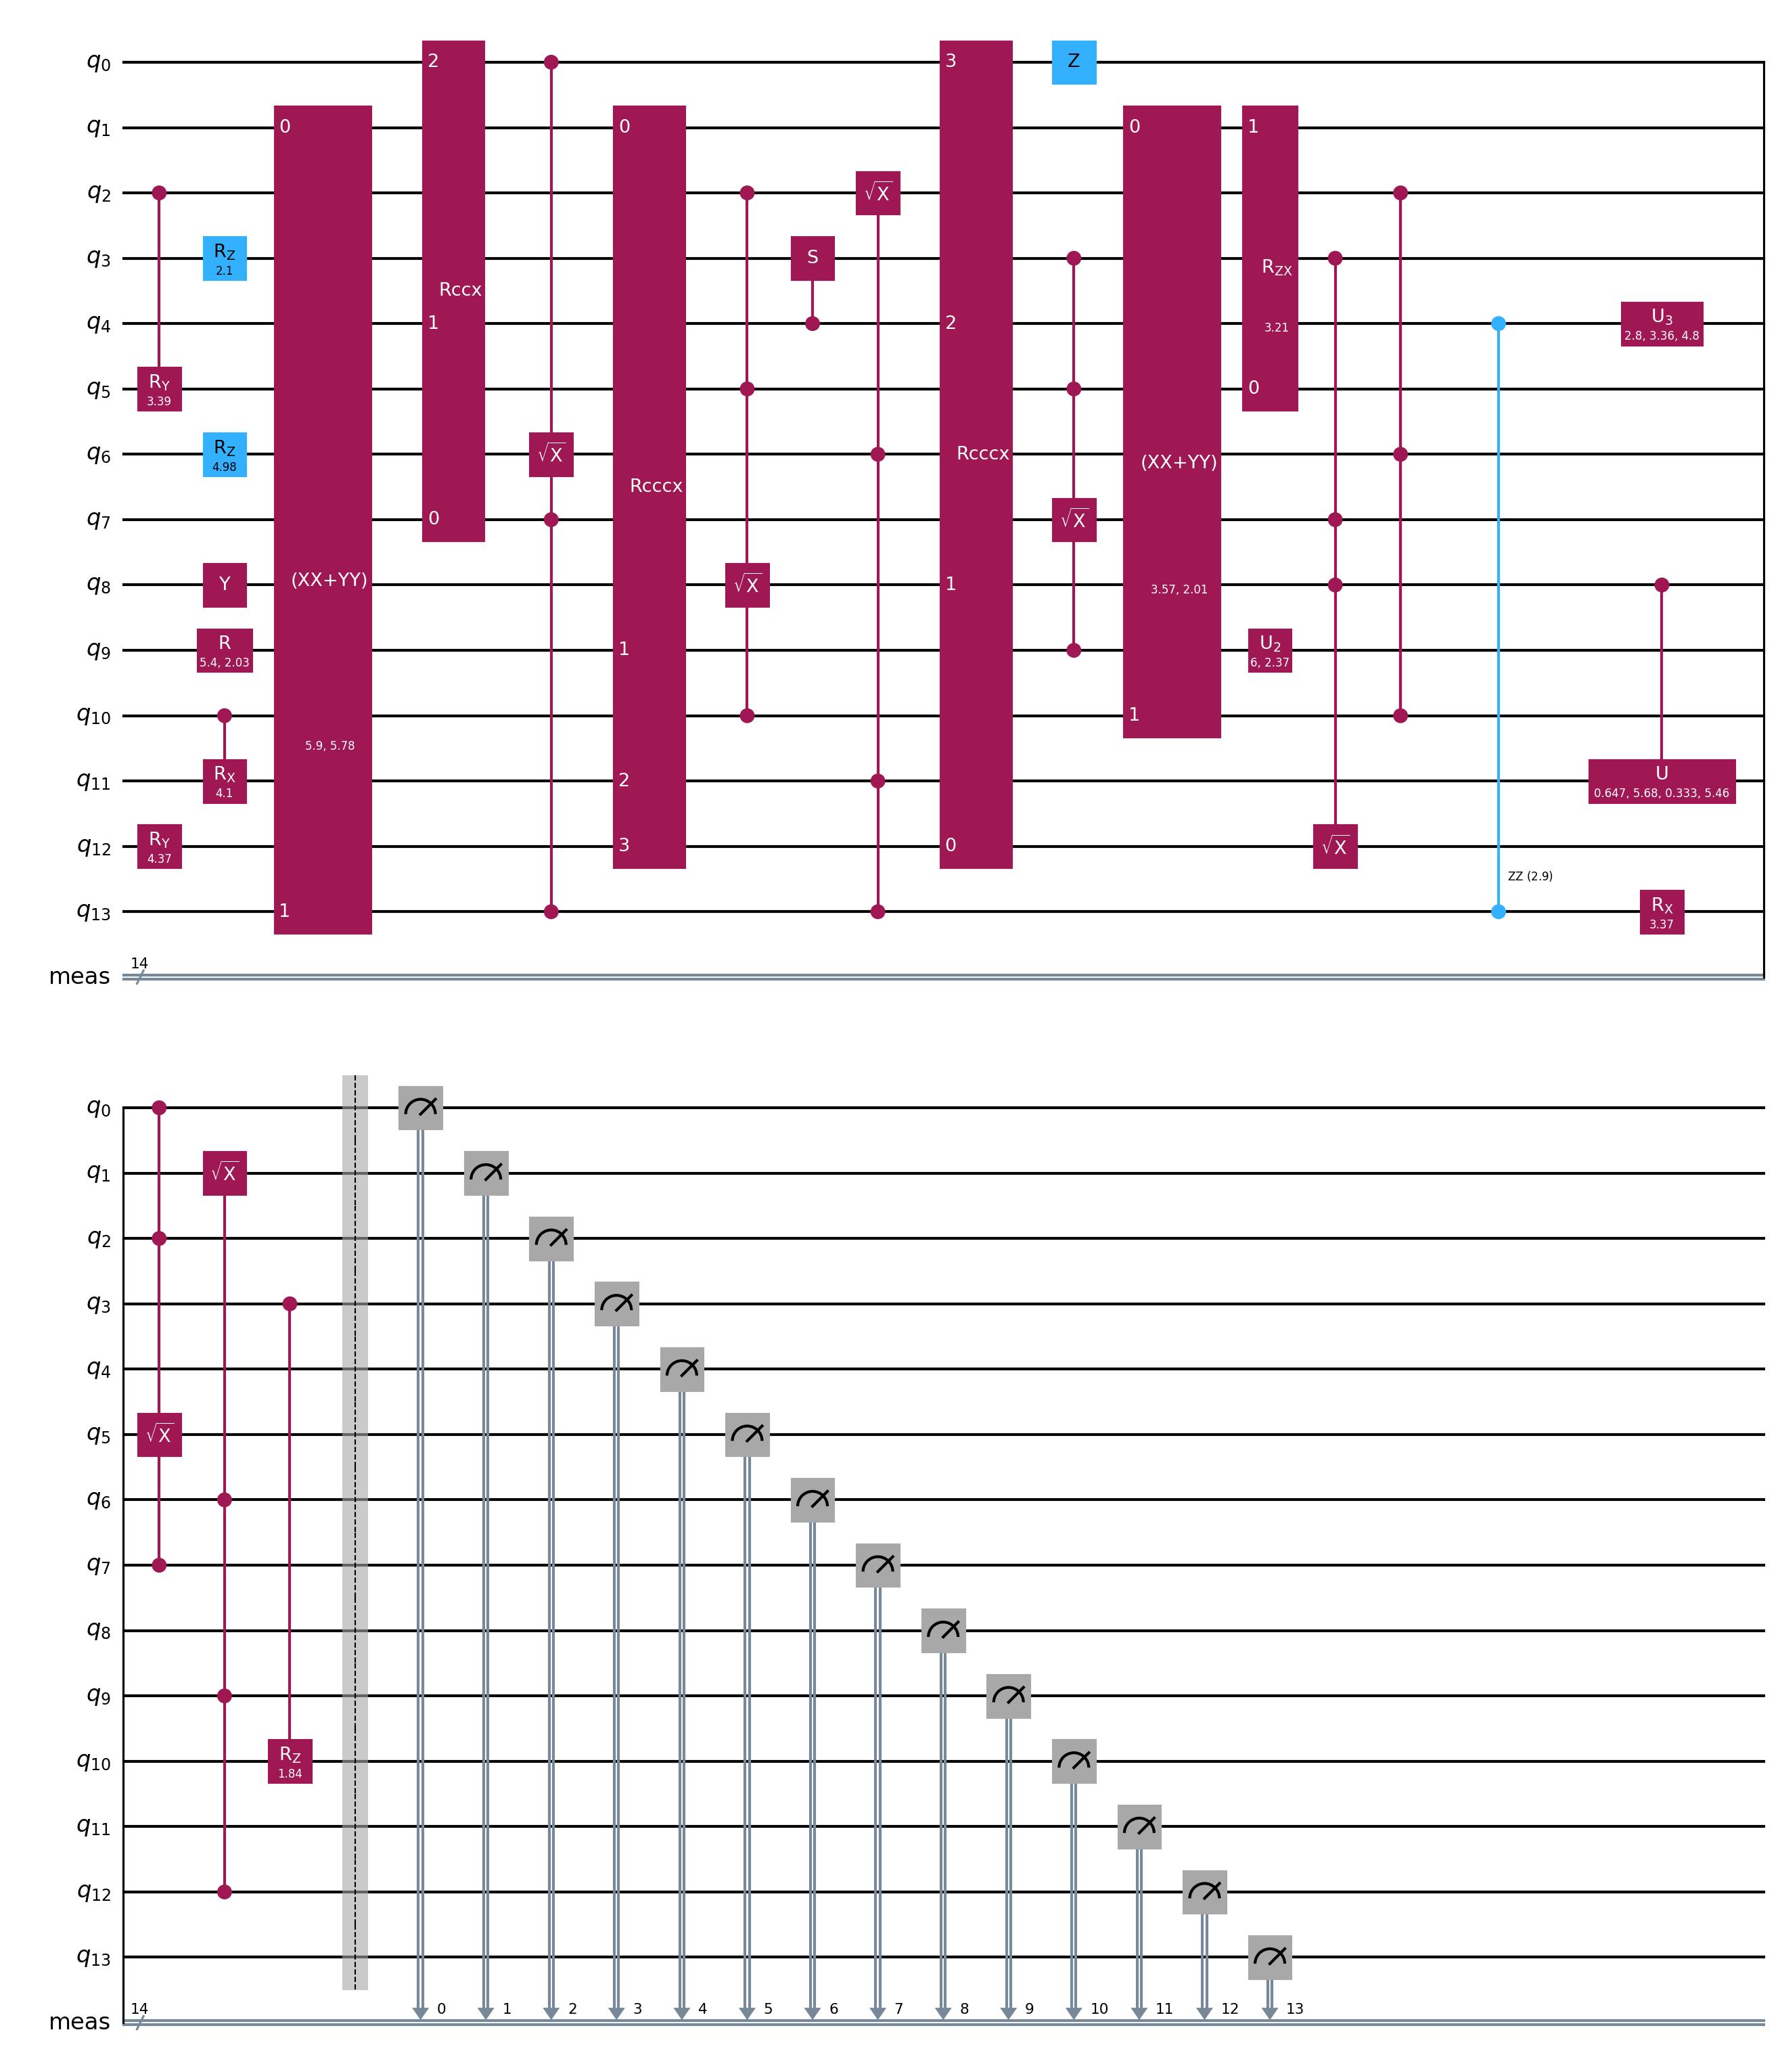 q0 2 3 Z
q1 0 0 0 1
q2 √X
q3 RZ 2.1 S RZX
q4 Rccx 1 2 3.21 U3 2.8, 3.36, 4.8
q5 RY 3.39 0
q6 RZ 4.98 √X Rcccx Rcccx (XX+YY)
q7 0 √X
q8 Y (XX+YY) √X 1 3.57, 2.01
q9 R 5.4, 2.03 1 U2 6, 2.37
q10 5.9, 5.78 1
q11 RX 4.1 2 U 0.647, 5.68, 0.333, 5.46
q12 RY 4.37 3 0 √X
ZZ (2.9)
q13 1 RX 3.37
meas 14
q0
q1 √X
q2
q3
q4
q5 √X
q6
q7
q8
q9
q10 RZ 1.84
q11
q12
q13
meas 14 0 1 2 3 4 5 6 7 8 9 10 11 12 13